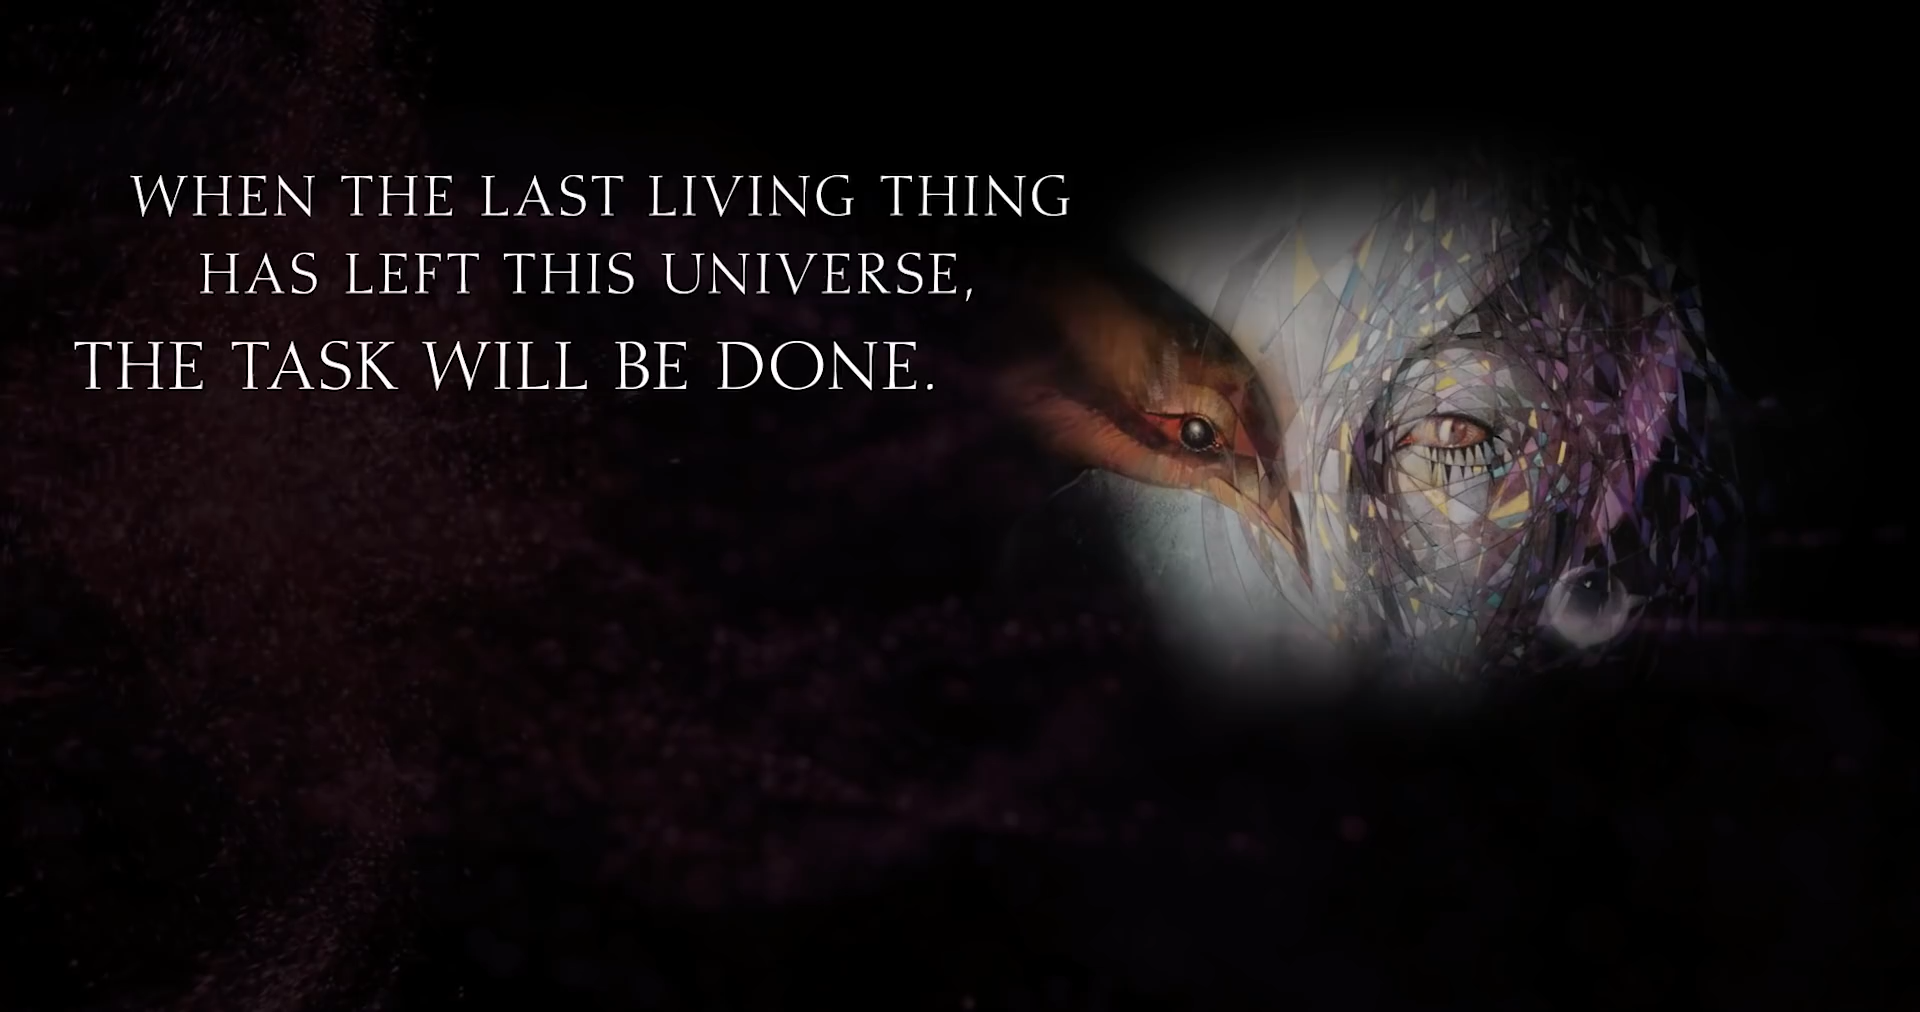 WHEN THE LAST LIVING THING
HAS LEFT THIS UNIVERSE,
THE TASK WILL BE DONE.